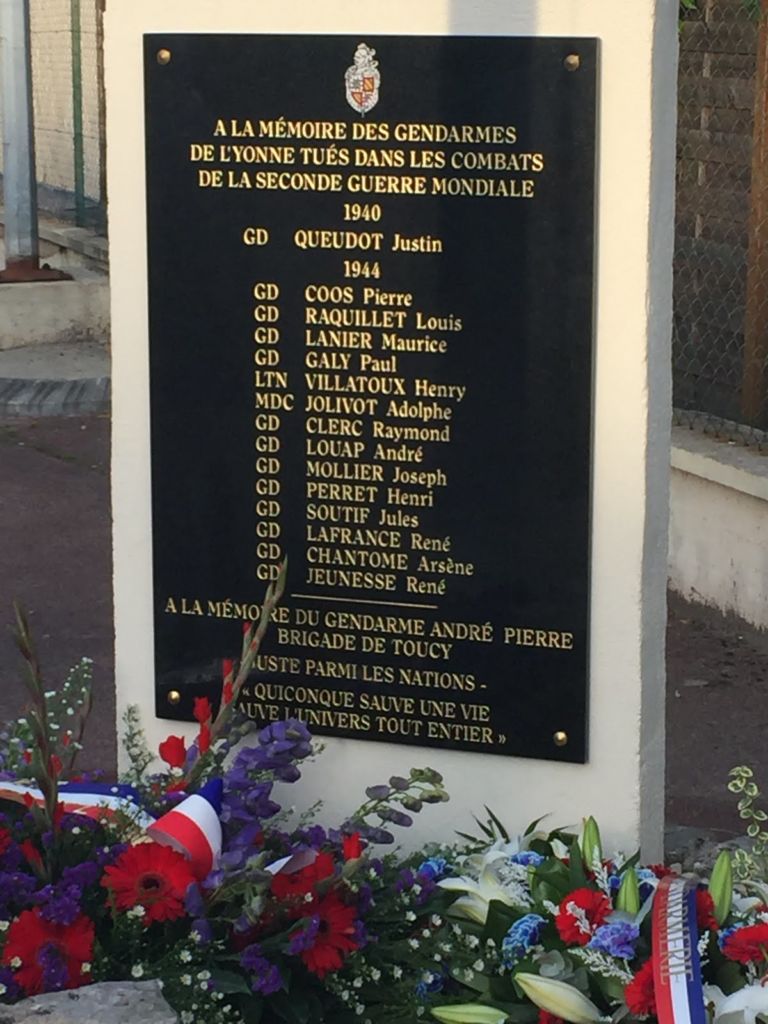 A LA MÉMOIRE DES GENDARMES
DE L'YONNE TUÉS DANS LES COMBATS
DE LA SECONDE GUERRE MONDIALE
1940
GD QUEUDOT Justin
1944
GD COOS Pierre
GD RAQUILLET Louis
GD LANIER Maurice
GD GALY Paul
LTN VILLATOUX Henry
MDC JOLIVOT Adolphe
GD CLERC Raymond
GD LOUAP André
GD MOLLIER Joseph
GD PERRET Henri
GD SOUTIF Jules
GD LAFRANCE René
GD CHANTOME Arsène
GD JEUNESSE René
A LA MÉMOIRE DU GENDARME ANDRÉ PIERRE
BRIGADE DE TOUCY
USTE PARMI LES NATIONS -
« QUICONQUE SAUVE UNE VIE
AUVE L'UNIVERS TOUT ENTIER »